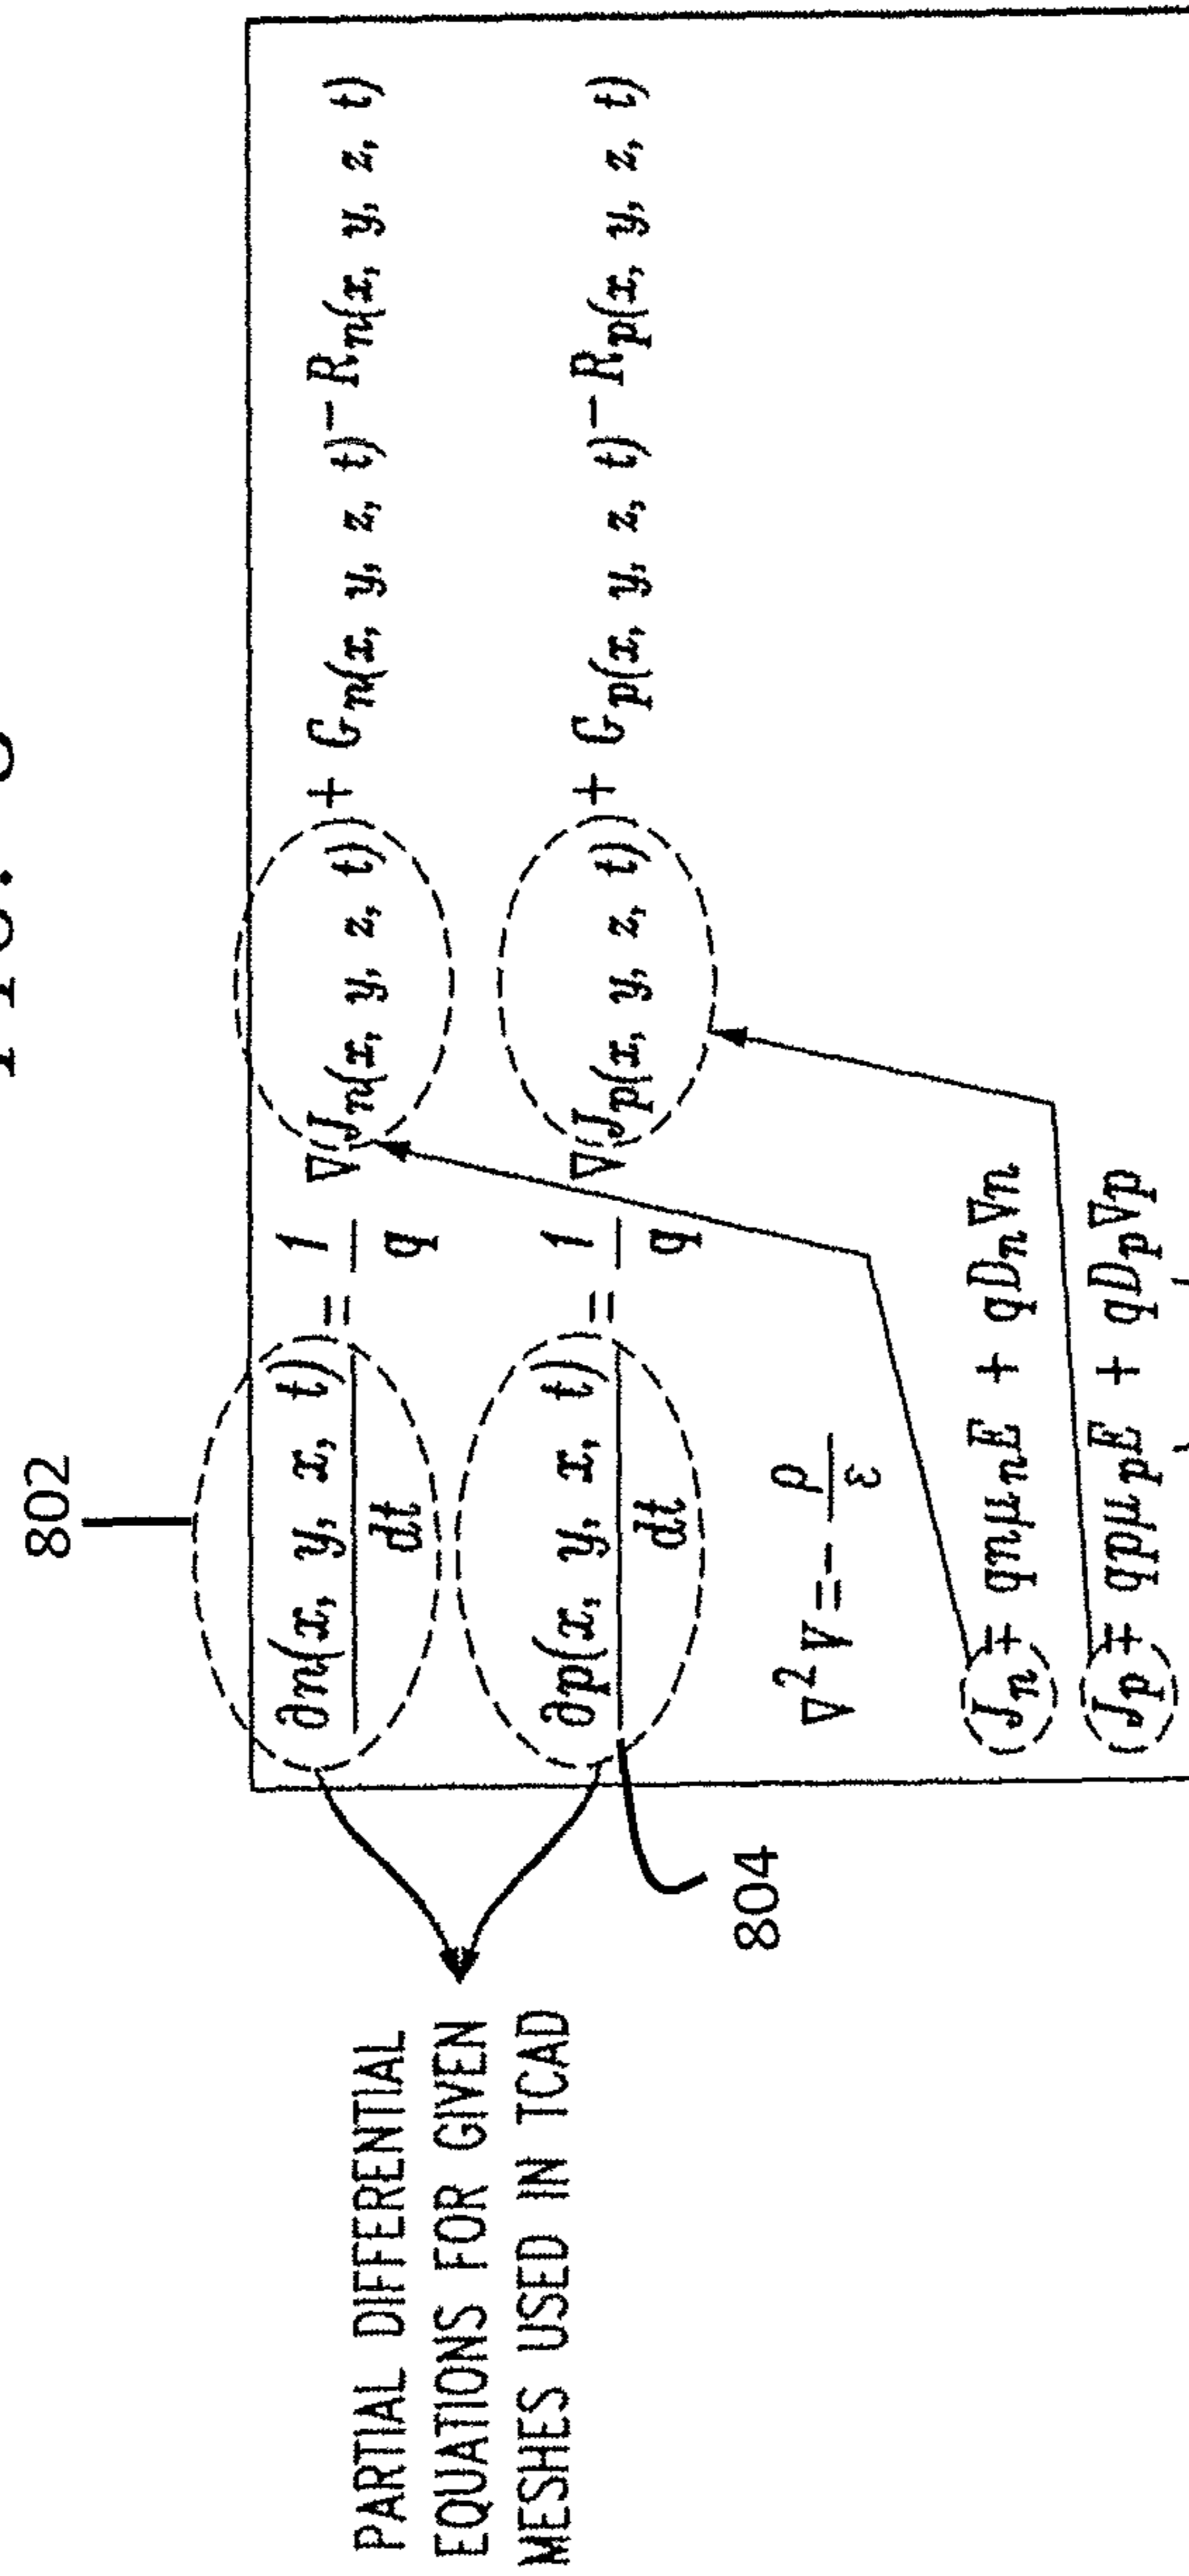 802
∂n(x, y, x, t)/dt = 1/q ∇J_n(x, y, z, t) + G_n(x, y, z, t) − R_n(x, y, z, t)
∂p(x, y, x, t)/dt = 1/q ∇J_p(x, y, z, t) + G_p(x, y, z, t) − R_p(x, y, z, t)
PARTIAL DIFFERENTIAL
EQUATIONS FOR GIVEN
MESHES USED IN TCAD
804
∇²V = − ρ/ε
J_n = qnμ_nE + qD_n∇n
J_p = qpμ_pE + qD_p∇p